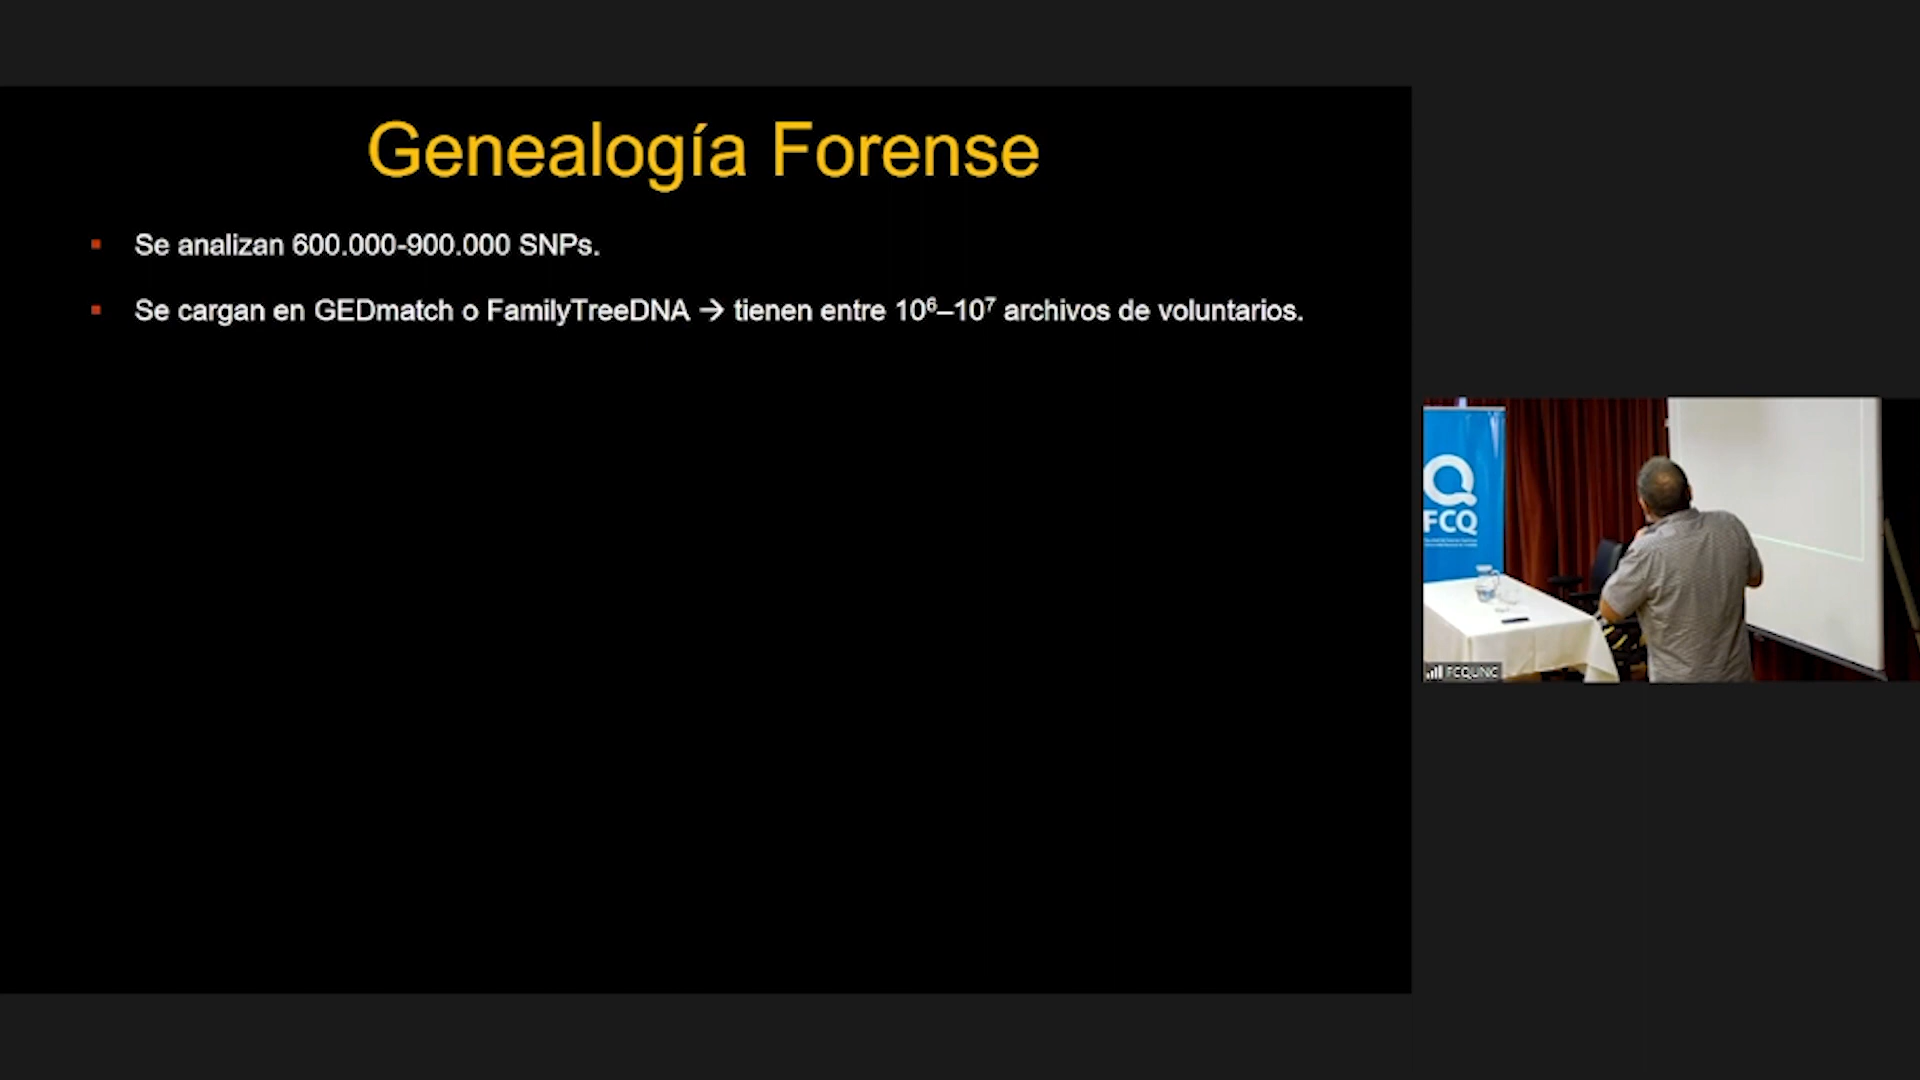 Genealogía Forense
▪ Se analizan 600.000-900.000 SNPs.
▪ Se cargan en GEDmatch o FamilyTreeDNA → tienen entre 10⁶–10⁷ archivos de voluntarios.
FCQ
FCQUNC